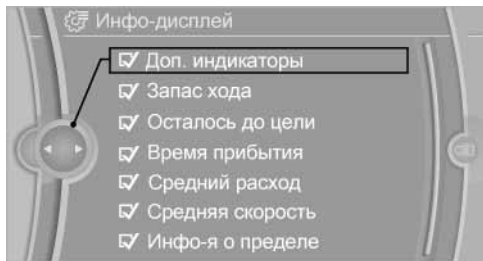 Инфо-дисплей
Доп. индикаторы
Запас хода
Осталось до цели
Время прибытия
Средний расход
Средняя скорость
Инфо-я о пределе